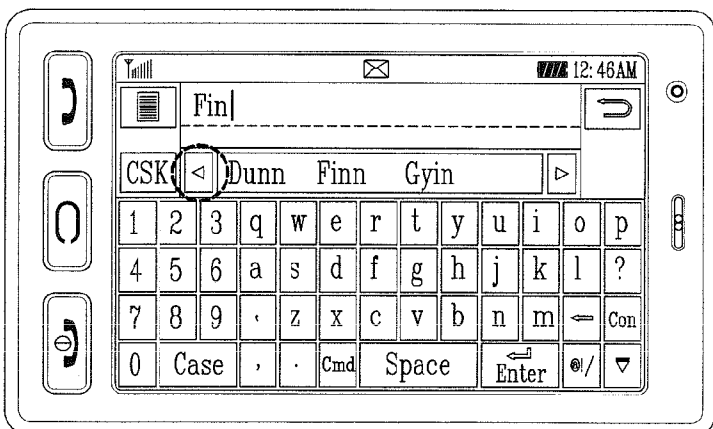 12:46AM
Fin
CSK Dunn Finn Gyin
1 2 3 q w e r t y u i o p
4 5 6 a s d f g h j k l ?
7 8 9 ‘ z x c v b n m Con
0 Case , . Cmd Space Enter @!/